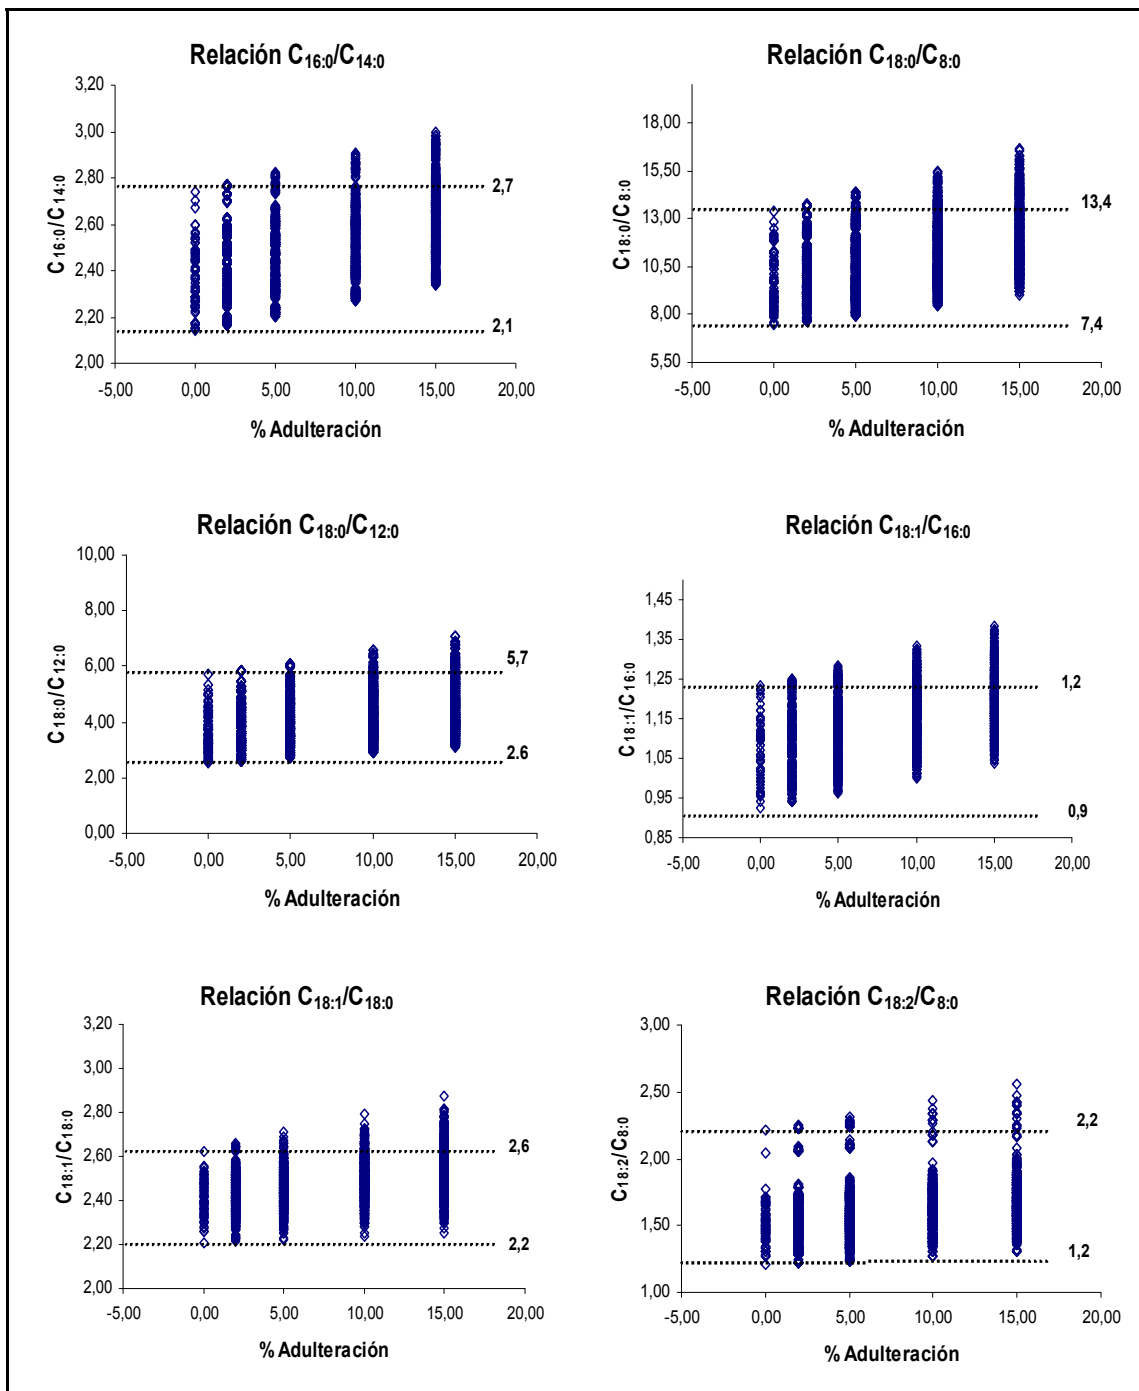 Relación C16:0/C14:0
3,20
3,00
2,80
2,60
2,40
2,20
2,00
C16:0/C14:0
2,7
2,1
-5,00 0,00 5,00 10,00 15,00 20,00
% Adulteración
Relación C18:0/C8:0
18,00
15,50
13,00
10,50
8,00
5,50
C18:0/C8:0
13,4
7,4
-5,00 0,00 5,00 10,00 15,00 20,00
% Adulteración
Relación C18:0/C12:0
10,00
8,00
6,00
4,00
2,00
0,00
C18:0/C12:0
5,7
2.6
-5,00 0,00 5,00 10,00 15,00 20,00
% Adulteración
Relación C18:1/C16:0
1,45
1,35
1,25
1,15
1,05
0,95
0,85
C18:1/C16:0
1,2
0,9
-5,00 0,00 5,00 10,00 15,00 20,00
% Adulteración
Relación C18:1/C18:0
3,20
3,00
2,80
2,60
2,40
2,20
2,00
C18:1/C18:0
2,6
2,2
-5,00 0,00 5,00 10,00 15,00 20,00
% Adulteración
Relación C18:2/C8:0
3,00
2,50
2,00
1,50
1,00
C18:2/C8:0
2,2
1,2
-5,00 0,00 5,00 10,00 15,00 20,00
% Adulteración